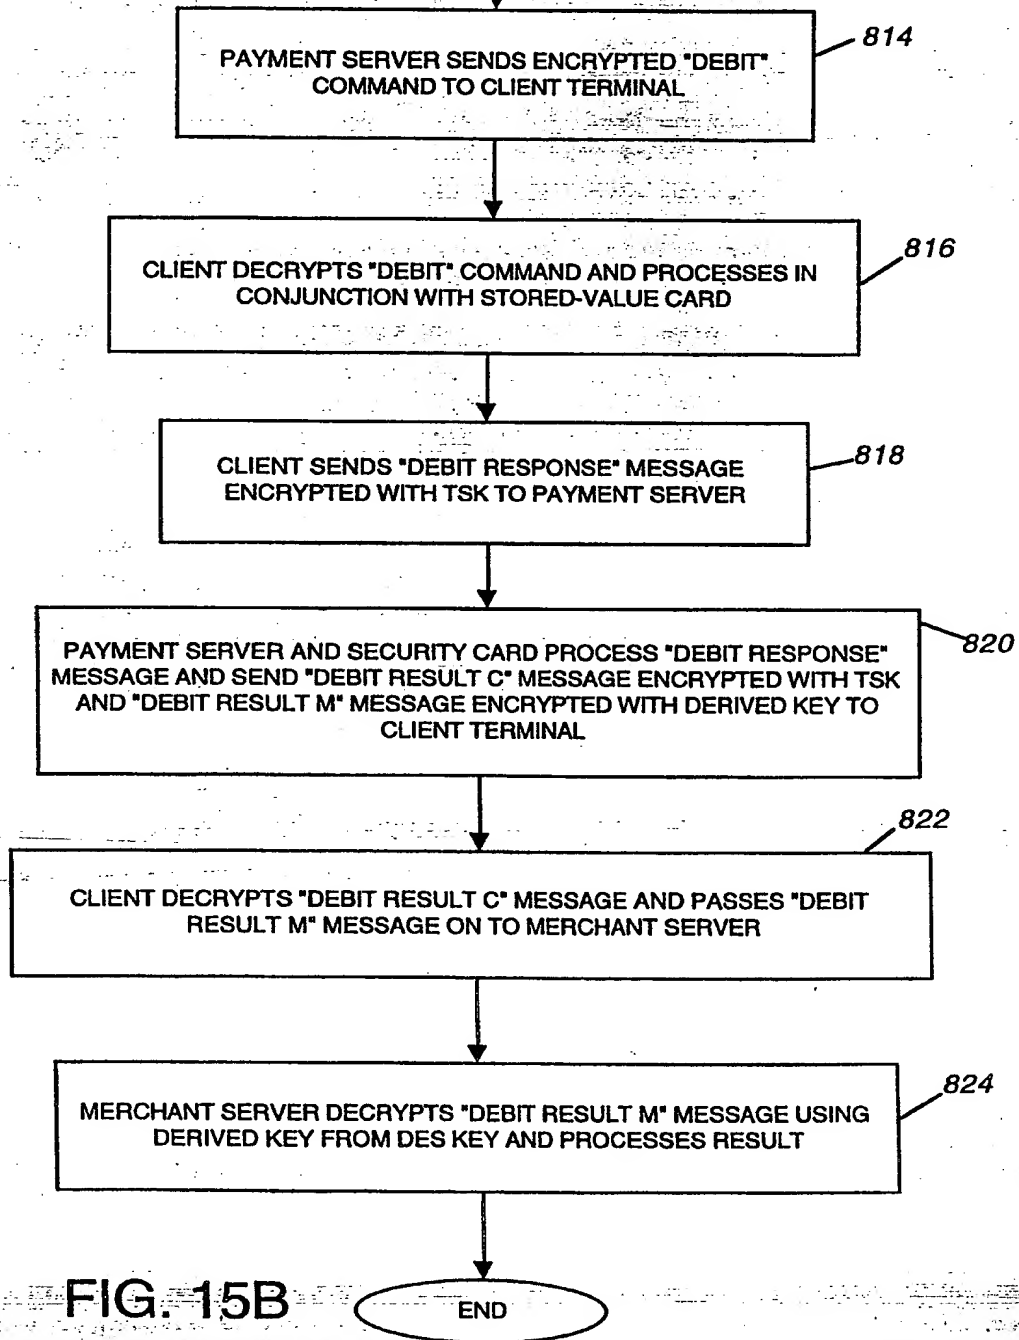 814
PAYMENT SERVER SENDS ENCRYPTED "DEBIT"
COMMAND TO CLIENT TERMINAL
816
CLIENT DECRYPTS "DEBIT" COMMAND AND PROCESSES IN
CONJUNCTION WITH STORED-VALUE CARD
818
CLIENT SENDS "DEBIT RESPONSE" MESSAGE
ENCRYPTED WITH TSK TO PAYMENT SERVER
820
PAYMENT SERVER AND SECURITY CARD PROCESS "DEBIT RESPONSE"
MESSAGE AND SEND "DEBIT RESULT C" MESSAGE ENCRYPTED WITH TSK
AND "DEBIT RESULT M" MESSAGE ENCRYPTED WITH DERIVED KEY TO
CLIENT TERMINAL
822
CLIENT DECRYPTS "DEBIT RESULT C" MESSAGE AND PASSES "DEBIT
RESULT M" MESSAGE ON TO MERCHANT SERVER
824
MERCHANT SERVER DECRYPTS "DEBIT RESULT M" MESSAGE USING
DERIVED KEY FROM DES KEY AND PROCESSES RESULT
FIG. 15B
END